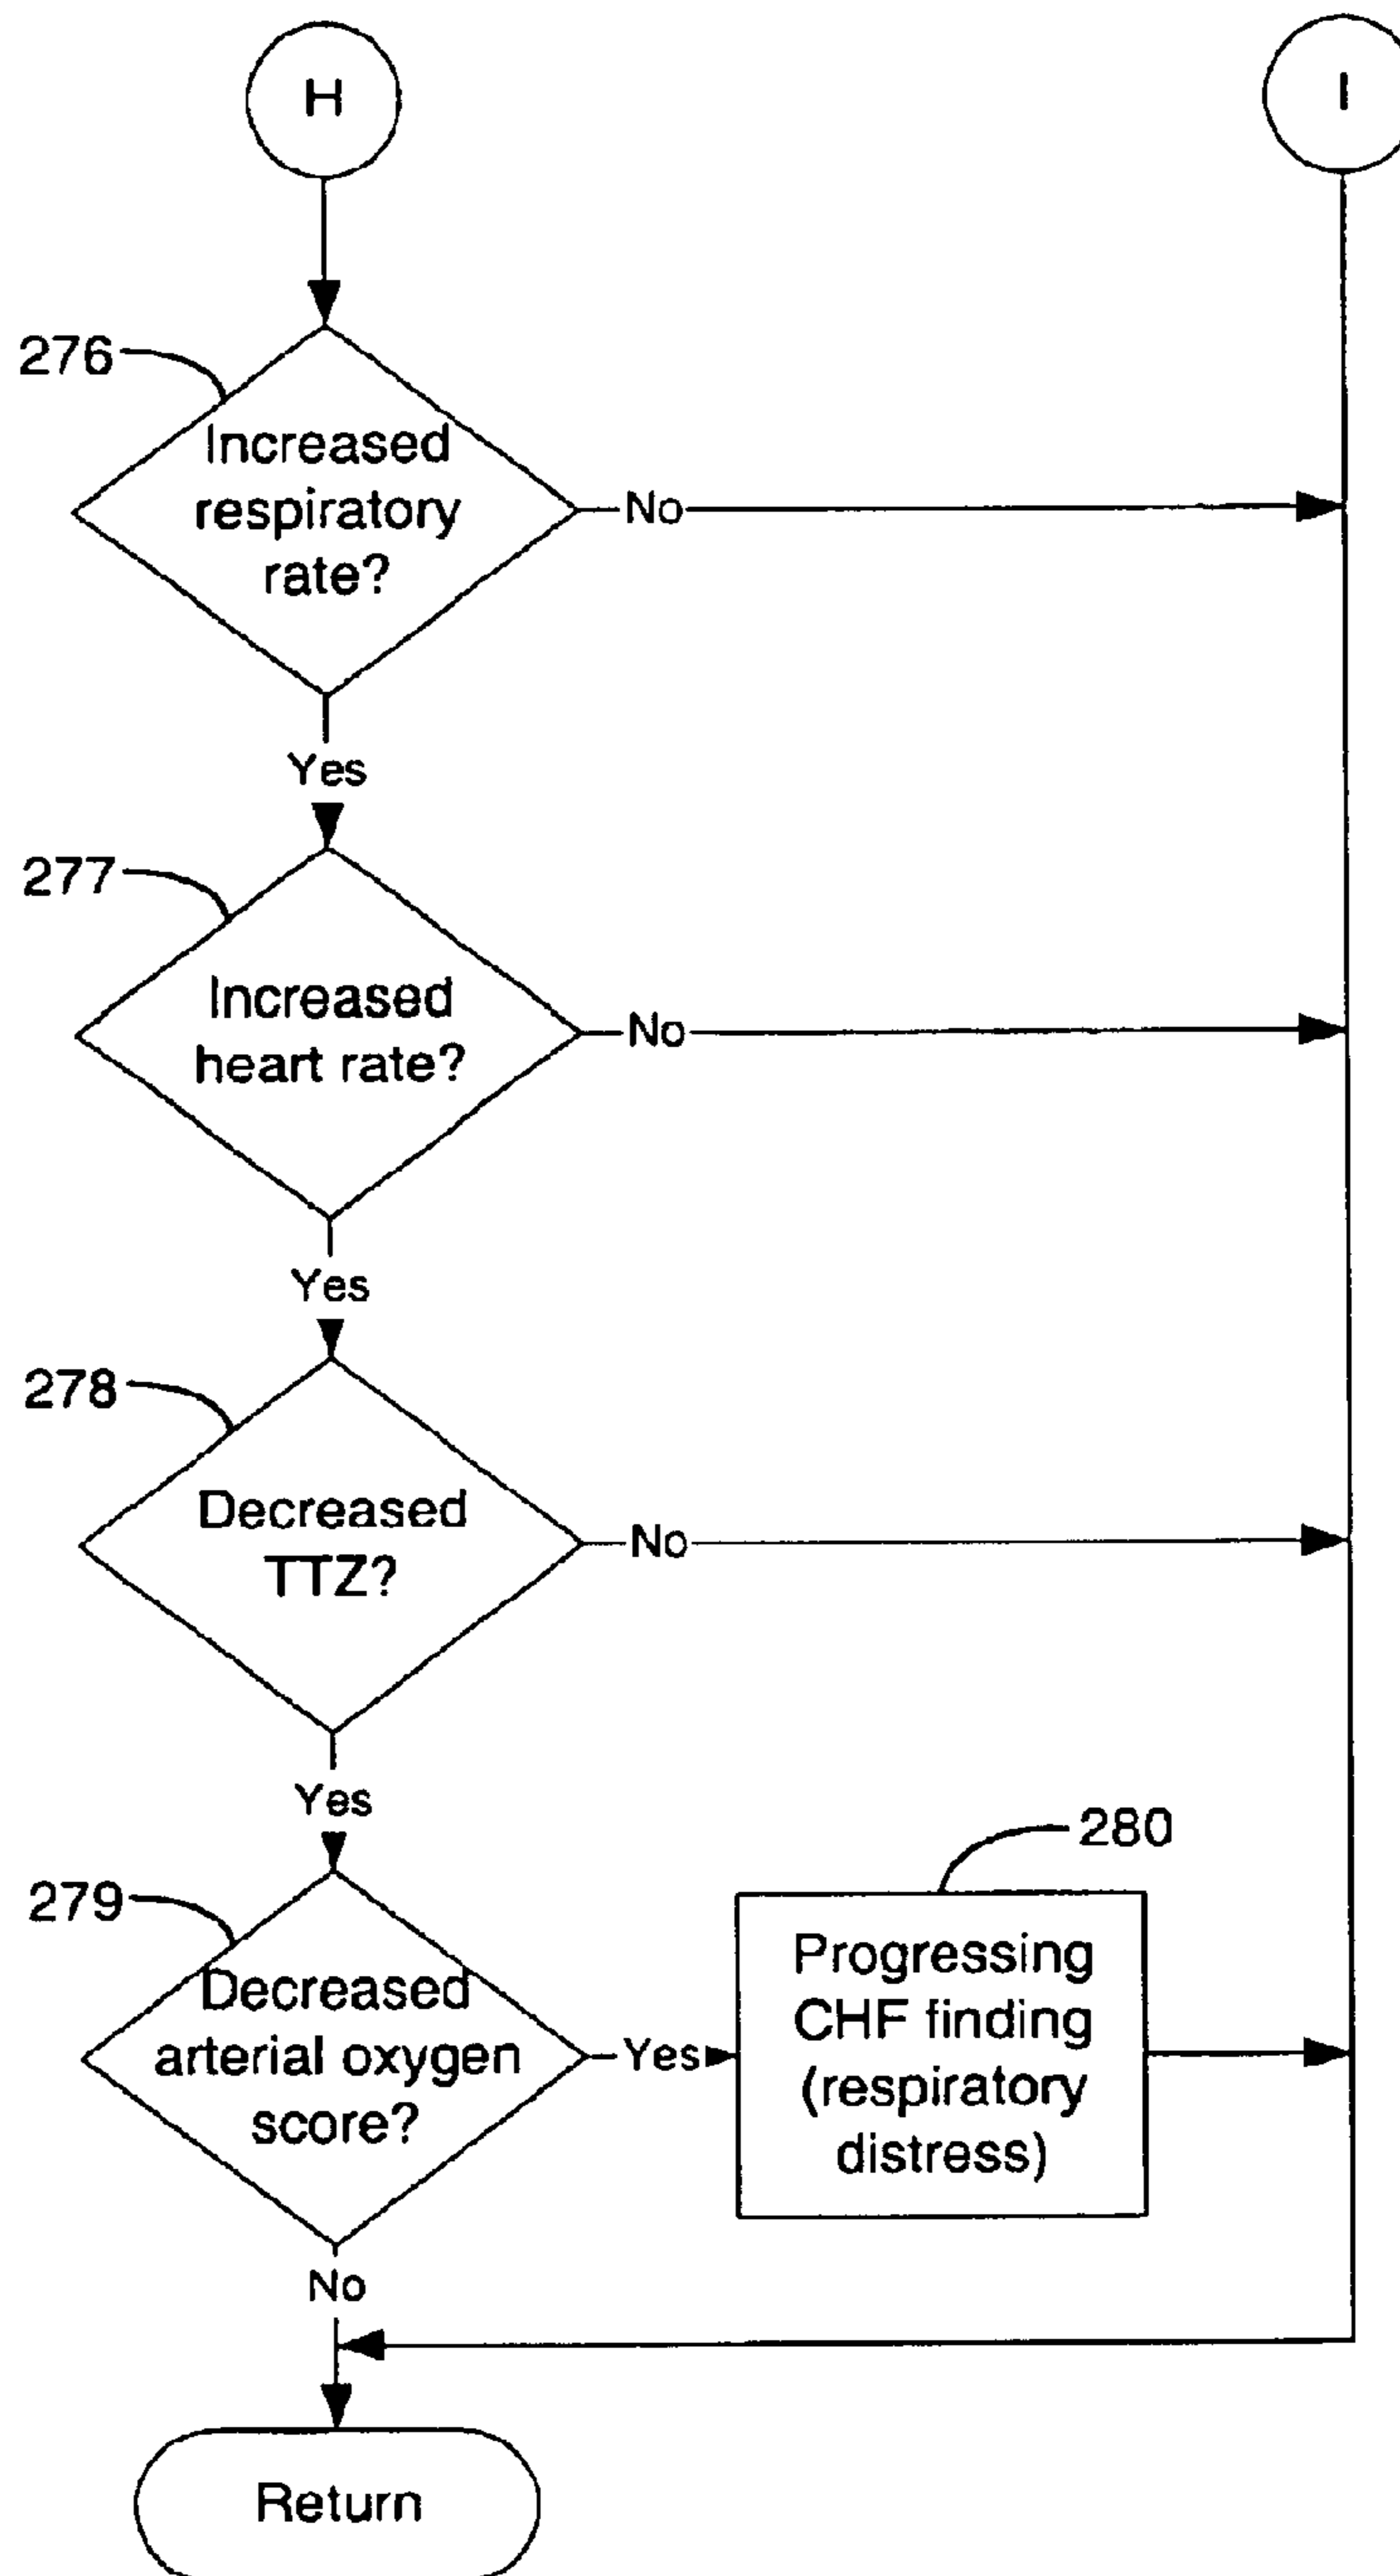 H
I
276
Increased
respiratory
rate?
No
Yes
277
Increased
heart rate?
No
Yes
278
Decreased
TTZ?
No
Yes
279
Decreased
arterial oxygen
score?
Yes
280
Progressing
CHF finding
(respiratory
distress)
No
Return